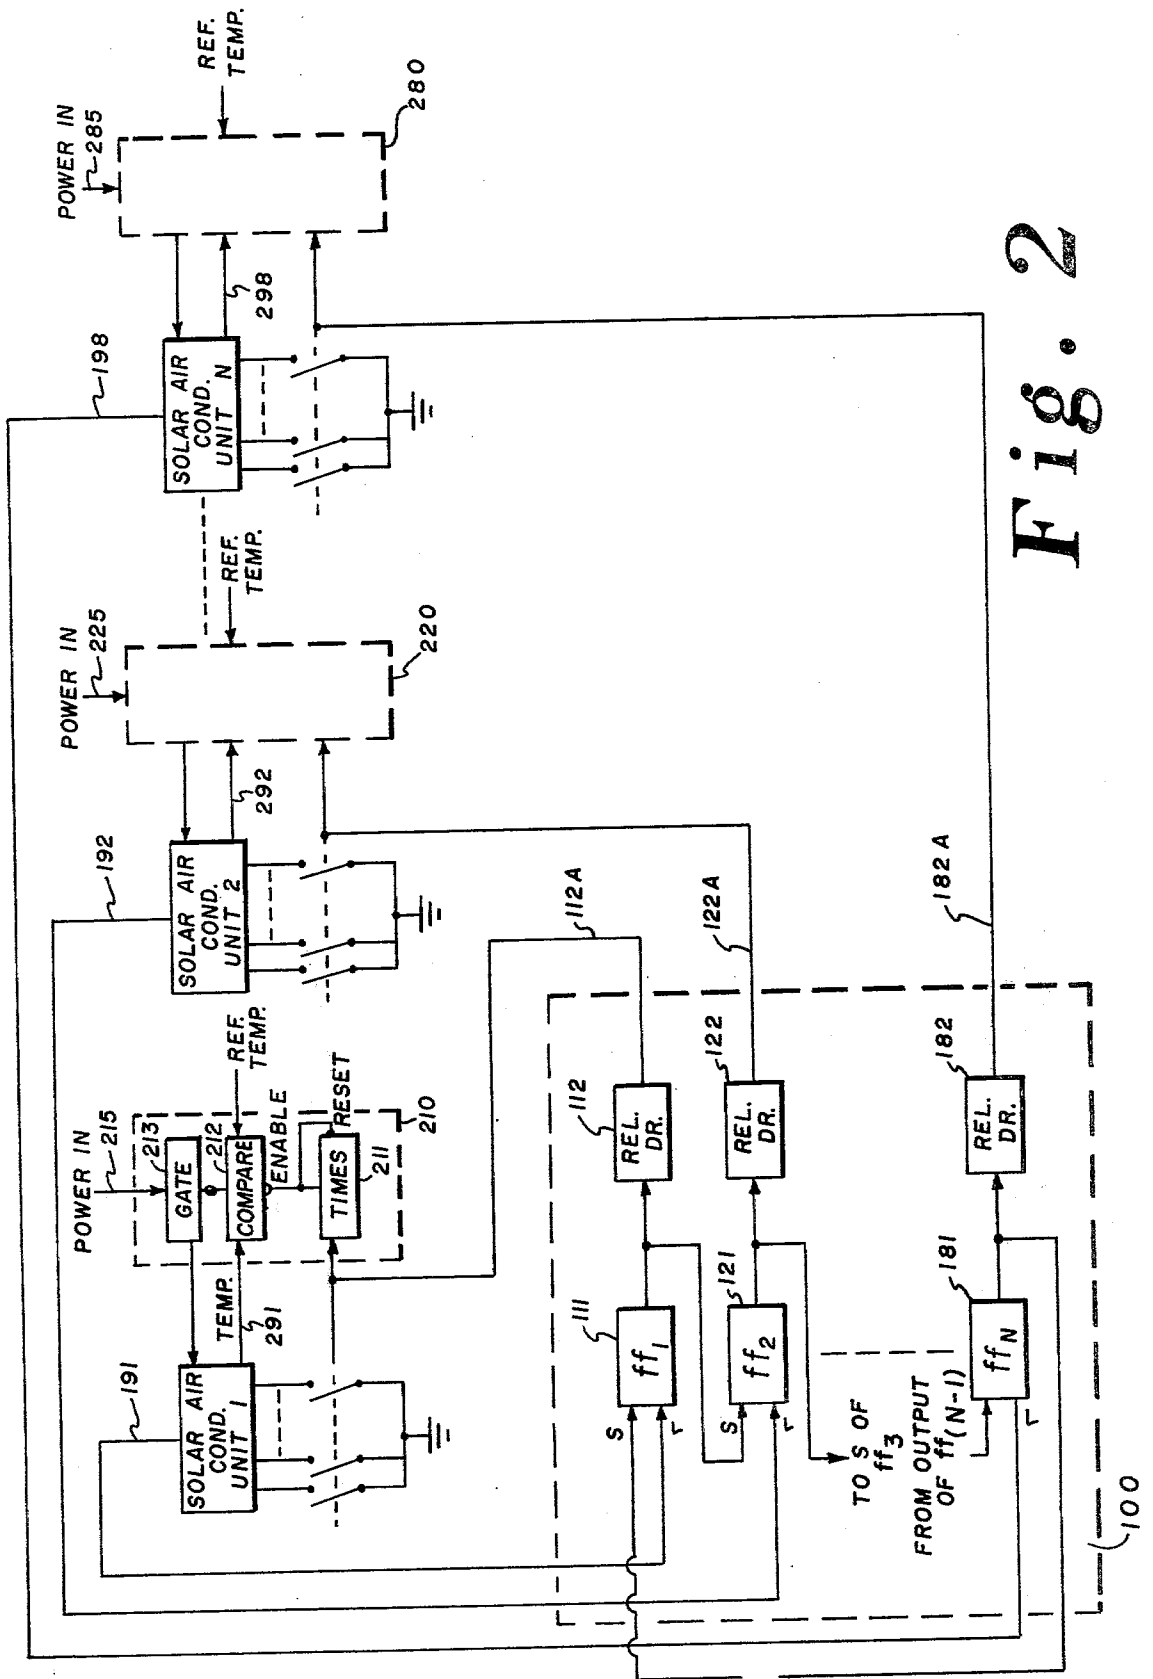 POWER IN
215
213
GATE
212
COMPARE
REF.
TEMP.
ENABLE
RESET
TIMES
211
210
191
SOLAR AIR
COND.
UNIT 1
TEMP.
291
192
SOLAR AIR
COND.
UNIT 2
292
POWER IN
225
REF.
TEMP.
220
198
SOLAR AIR
COND.
UNIT N
298
POWER IN
285
REF.
TEMP.
280
112A
122A
182A
S
r
111
ff1
112
REL.
DR.
S
r
121
ff2
122
REL.
DR.
TO S OF
ff3
FROM OUTPUT
OF ff(N-1)
r
181
ffN
182
REL.
DR.
100
Fig. 2